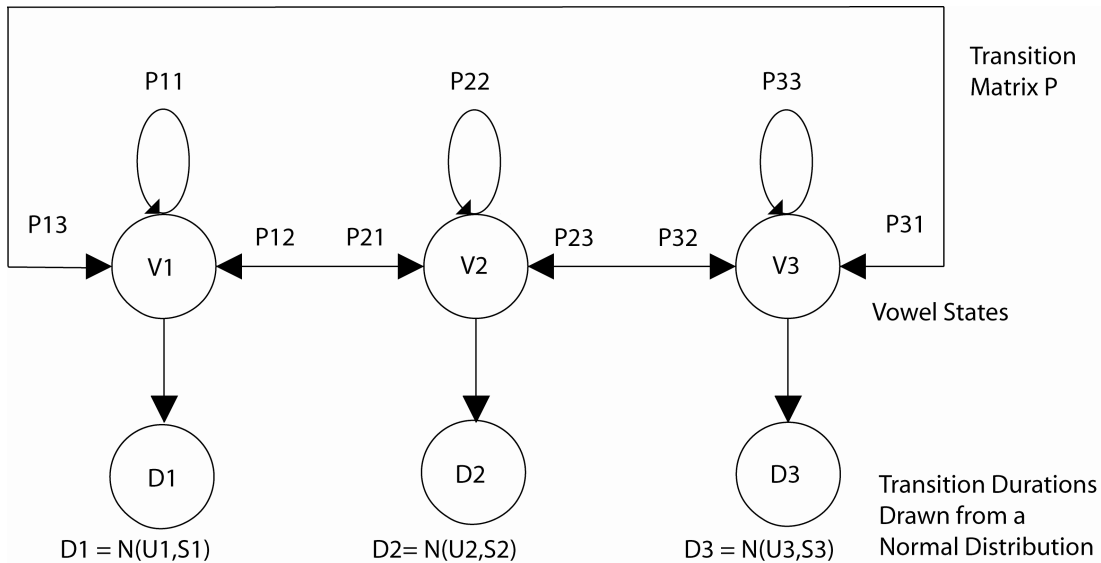 Transition
Matrix P
P11
P22
P33
P13
P12
P21
P23
P32
P31
V1
V2
V3
Vowel States
D1
D2
D3
Transition Durations
Drawn from a
Normal Distribution
D1 = N(U1,S1)
D2= N(U2,S2)
D3 = N(U3,S3)